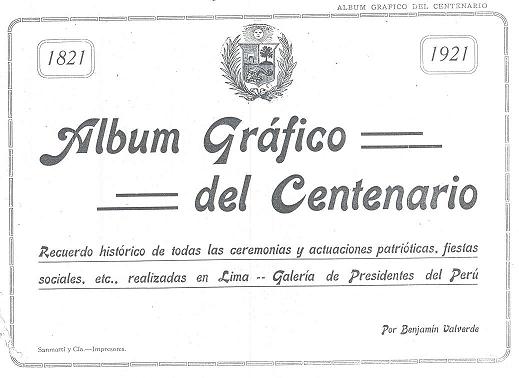 ALBUM GRAFICO DEL CENTENARIO
1821
1921
Album Gráfico
del Centenario
Recuerdo histórico de todas las ceremonias y actuaciones patrióticas, fiestas
sociales, etc., realizadas en Lima -- Galería de Presidentes del Perú
Por Benjamín Valverde
Sanmartí y Cía.—Impresores.